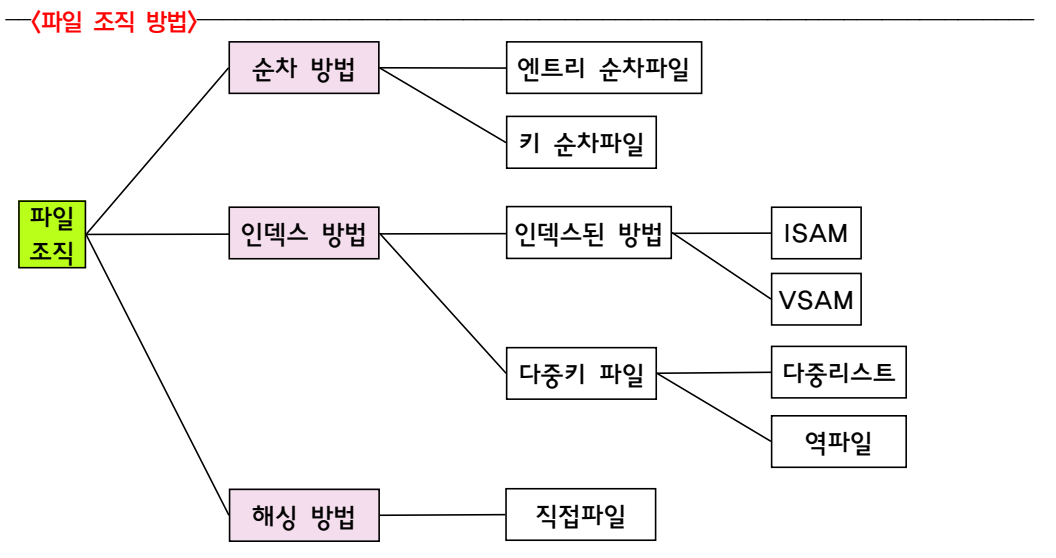 <파일 조직 방법>
순차 방법
엔트리 순차파일
키 순차파일
파일
조직
인덱스 방법
인덱스된 방법
ISAM
VSAM
다중키 파일
다중리스트
역파일
해싱 방법
직접파일